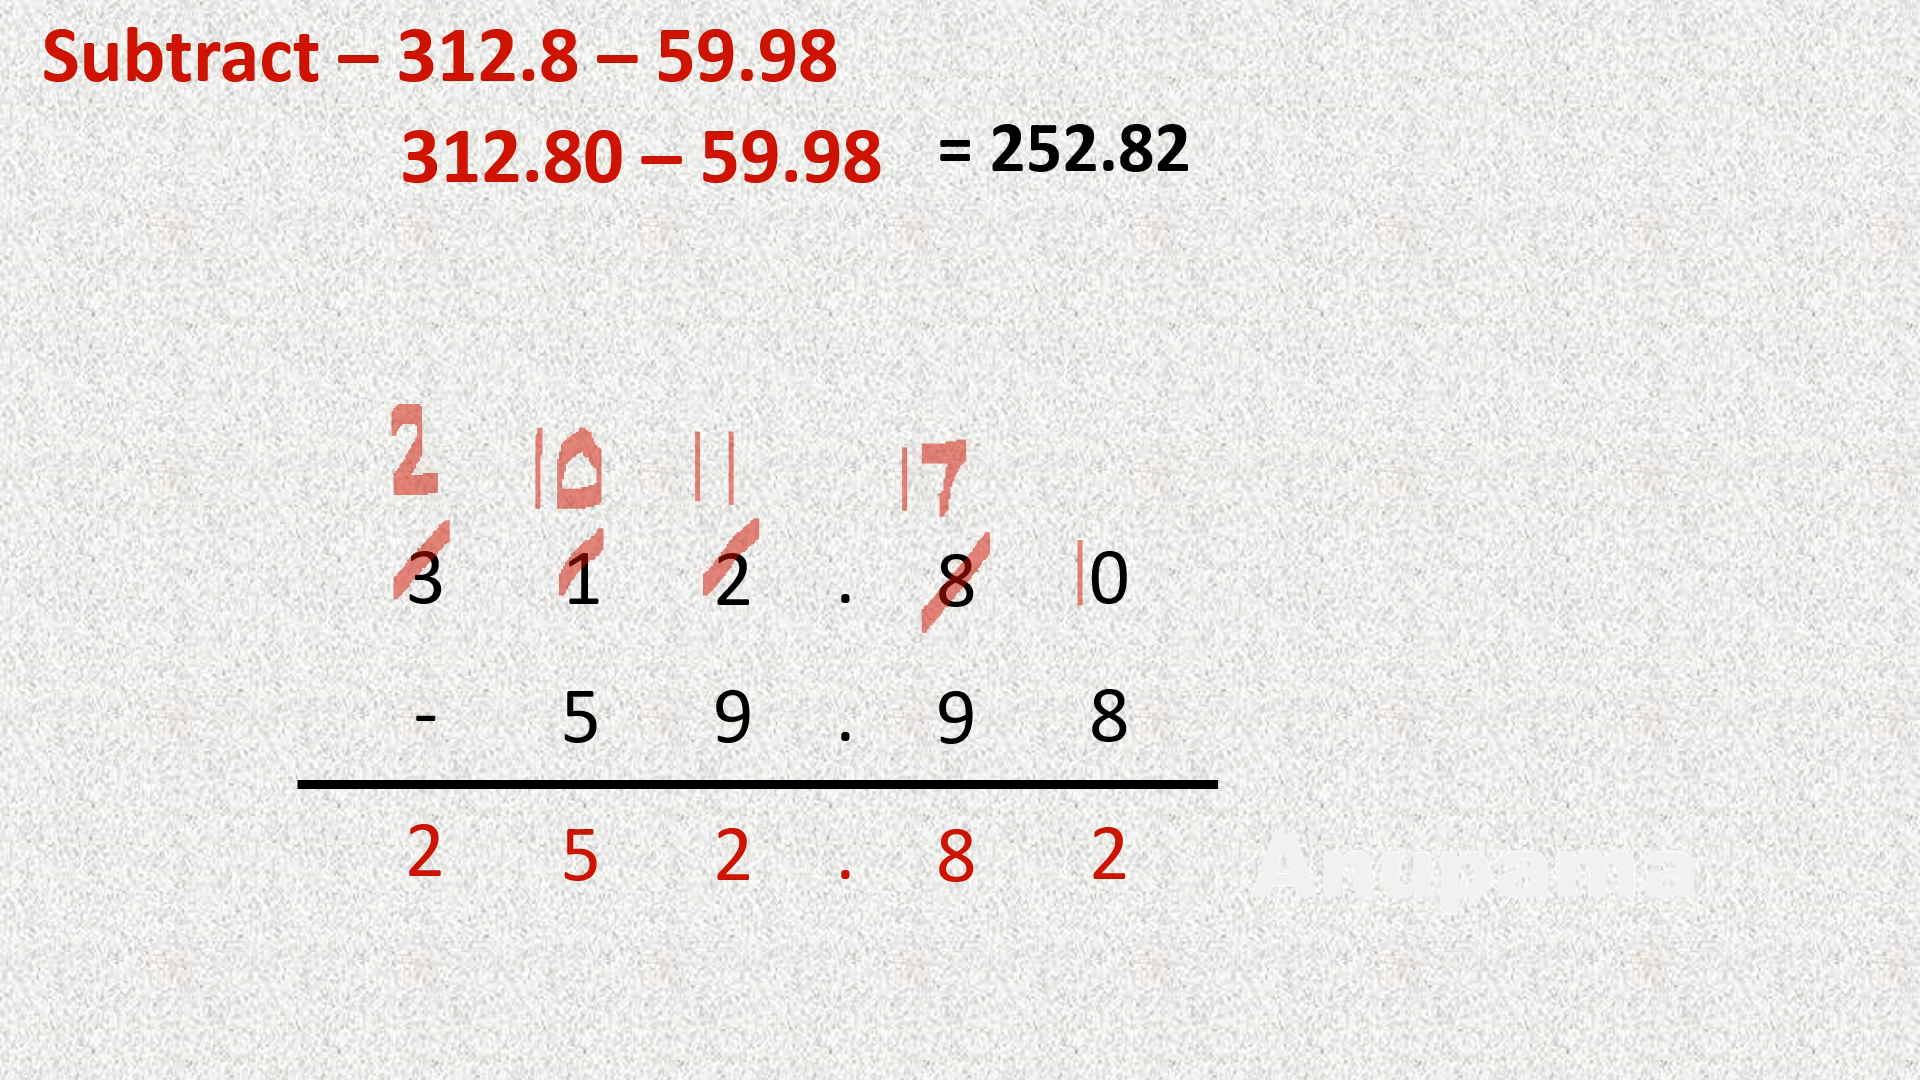 Subtract – 312.8 – 59.98
312.80 – 59.98 = 252.82
2 10 11 17
3 1 2 . 8 10
- 5 9 . 9 8
2 5 2 . 8 2
Anupama